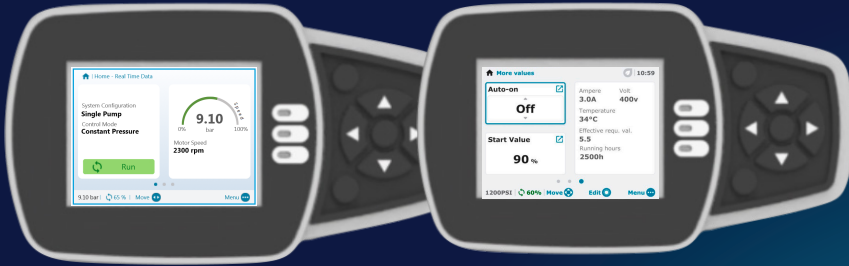 Home - Real Time Data
System Configuration
Single Pump
Control Mode
Constant Pressure
Run
Speed
9.10
0% bar 100%
Motor Speed
2300 rpm
9.10 bar | 65 % | Move
Menu
More values
10:59
Auto-on
Off
Start Value
90 %
Ampere Volt
3.0A 400v
Temperature
34°C
Effective requ. val.
5.5
Running hours
2500h
1200PSI 60% Move Edit Menu